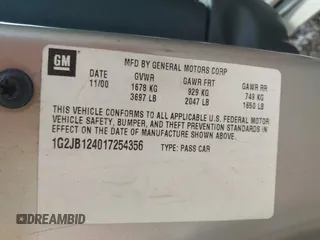 GM
MFD BY GENERAL MOTORS CORP
DATE GVWR GAWR FRT GAWR RR
11/00 1678 KG 929 KG 749 KG
3697 LB 2047 LB 1650 LB
THIS VEHICLE CONFORMS TO ALL APPLICABLE U.S. FEDERAL MOTOR
VEHICLE SAFETY, BUMPER, AND THEFT PREVENTION STANDARDS IN
EFFECT ON THE DATE OF MANUFACTURE SHOWN ABOVE.
1G2JB124017254356 TYPE: PASS CAR
DREAMBID